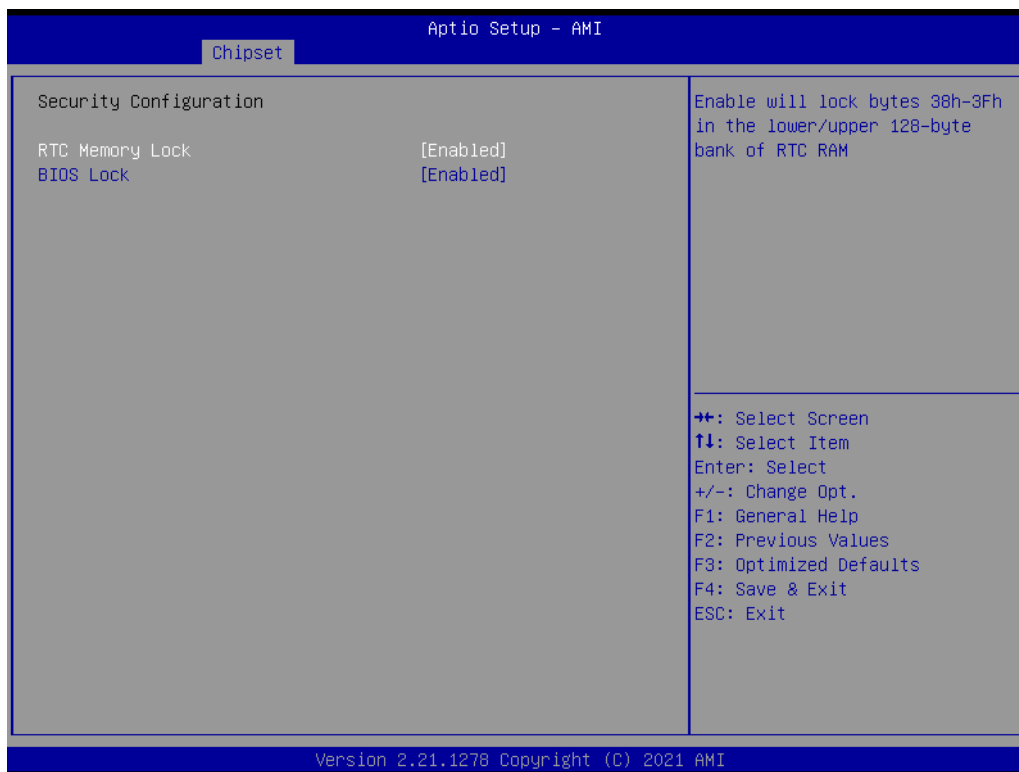 Aptio Setup – AMI
Chipset
Security Configuration
RTC Memory Lock [Enabled]
BIOS Lock [Enabled]
Enable will lock bytes 38h-3Fh
in the lower/upper 128-byte
bank of RTC RAM
→←: Select Screen
↑↓: Select Item
Enter: Select
+/-: Change Opt.
F1: General Help
F2: Previous Values
F3: Optimized Defaults
F4: Save & Exit
ESC: Exit
Version 2.21.1278 Copyright (C) 2021 AMI